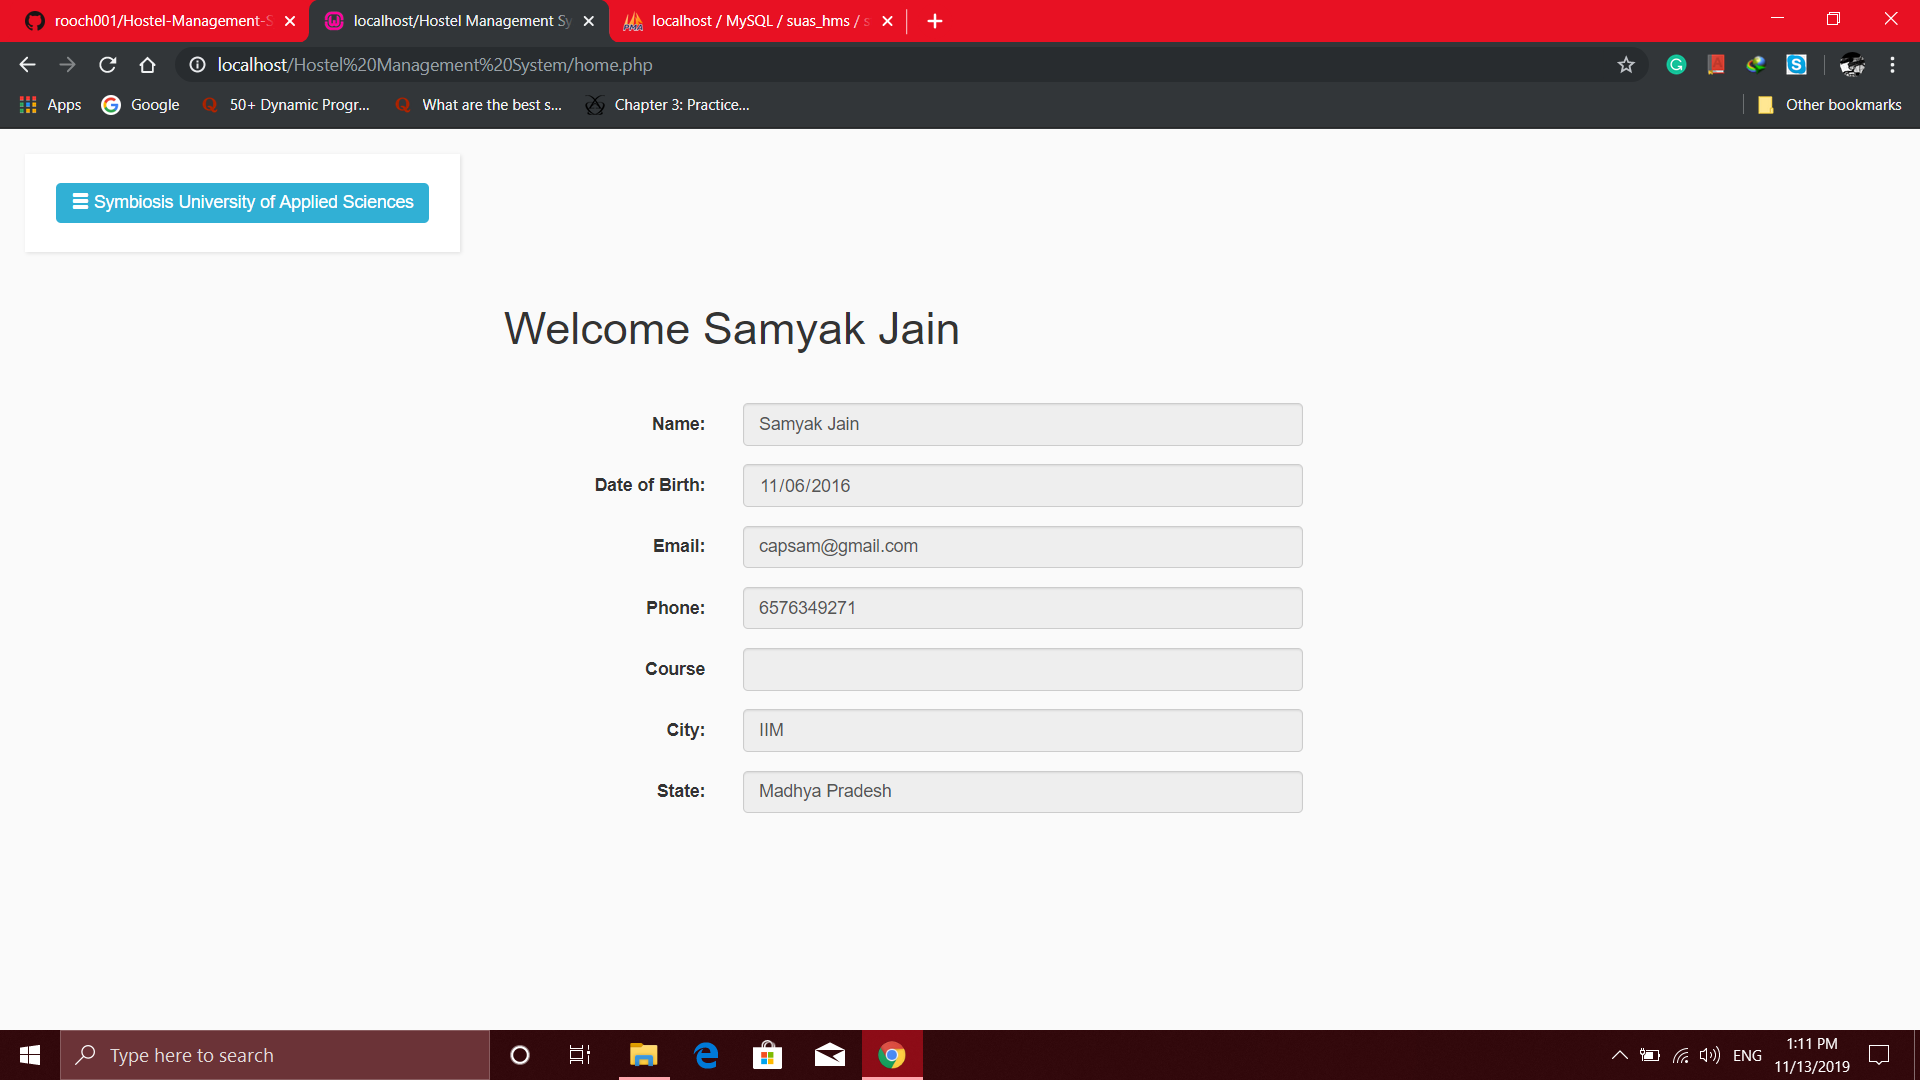 rooch001/Hostel-Management-S
localhost/Hostel Management Sy
localhost / MySQL / suas_hms / s
localhost/Hostel%20Management%20System/home.php
Apps
Google
50+ Dynamic Progr...
What are the best s...
Chapter 3: Practice...
Other bookmarks
Symbiosis University of Applied Sciences
Welcome Samyak Jain
Name: Samyak Jain
Date of Birth: 11/06/2016
Email: capsam@gmail.com
Phone: 6576349271
Course
City: IIM
State: Madhya Pradesh
Type here to search
ENG
1:11 PM
11/13/2019